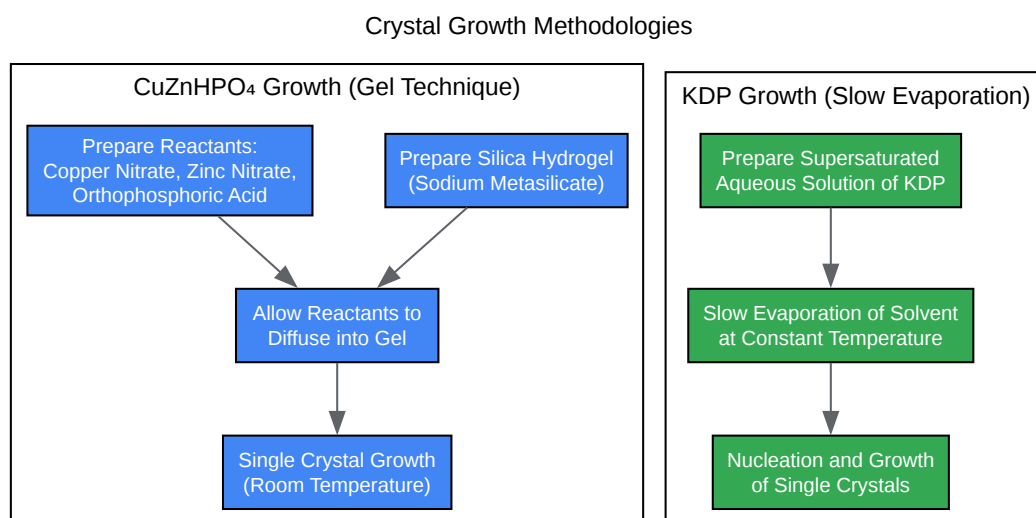 Crystal Growth Methodologies
CuZnHPO₄ Growth (Gel Technique)
Prepare Reactants:
Copper Nitrate, Zinc Nitrate,
Orthophosphoric Acid
Prepare Silica Hydrogel
(Sodium Metasilicate)
Allow Reactants to
Diffuse into Gel
Single Crystal Growth
(Room Temperature)
KDP Growth (Slow Evaporation)
Prepare Supersaturated
Aqueous Solution of KDP
Slow Evaporation of Solvent
at Constant Temperature
Nucleation and Growth
of Single Crystals